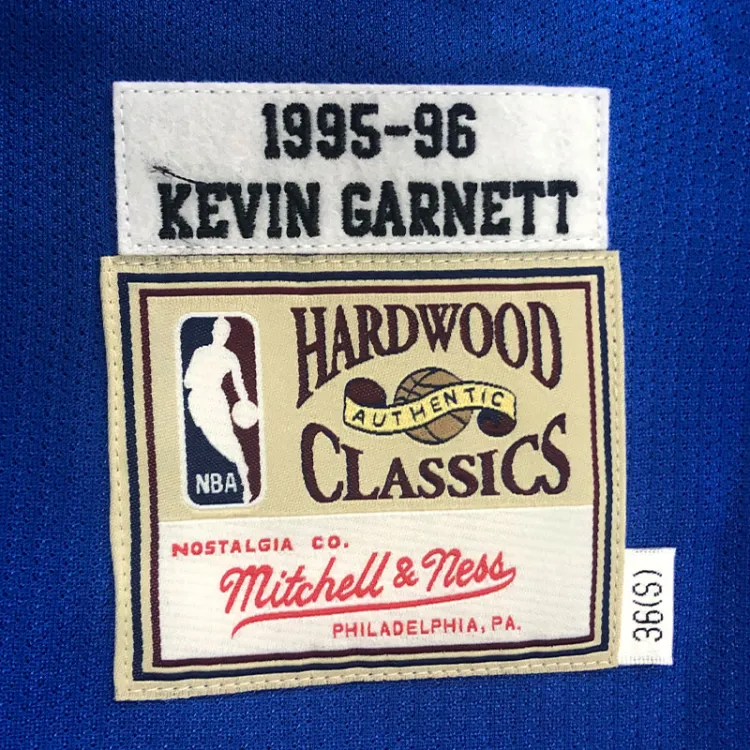 1995-96
KEVIN GARNETT
HARDWOOD
AUTHENTIC
CLASSICS
NBA
NOSTALGIA CO.
Mitchell & Ness
PHILADELPHIA, PA.
36(S)